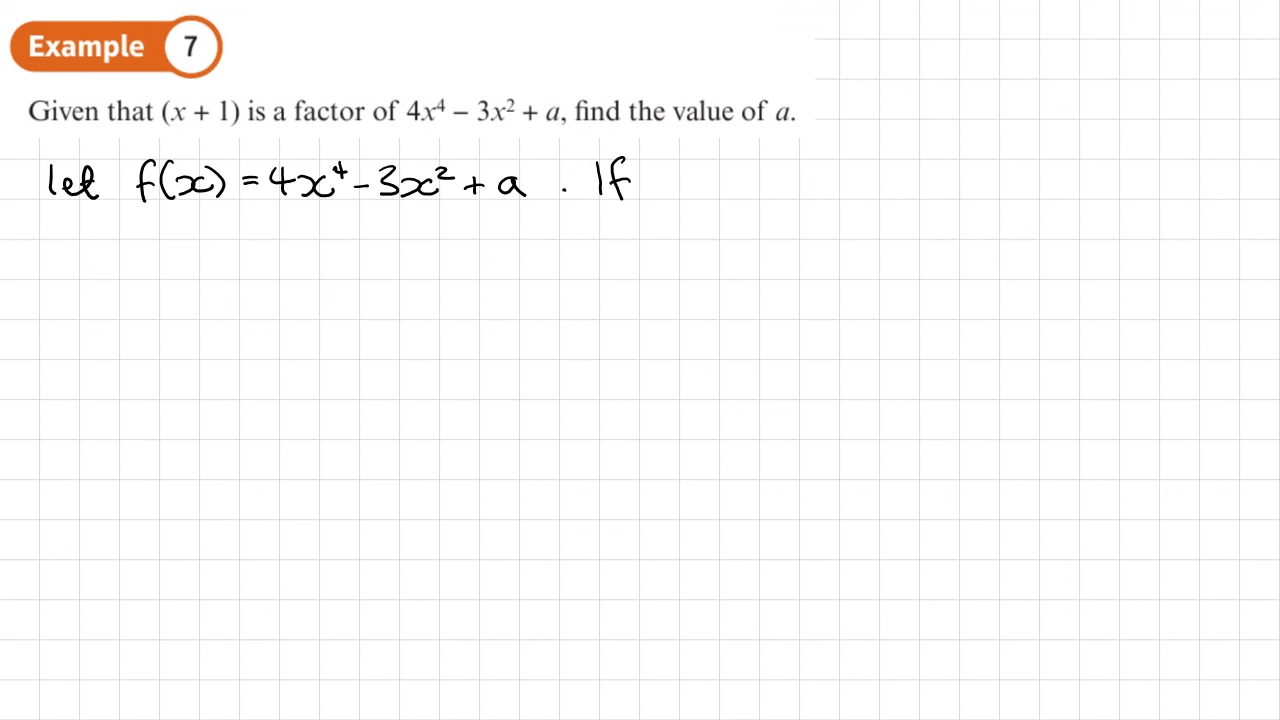 Example 7
Given that (x + 1) is a factor of 4x⁴ − 3x² + a, find the value of a.
let f(x) = 4x⁴ - 3x² + a . If